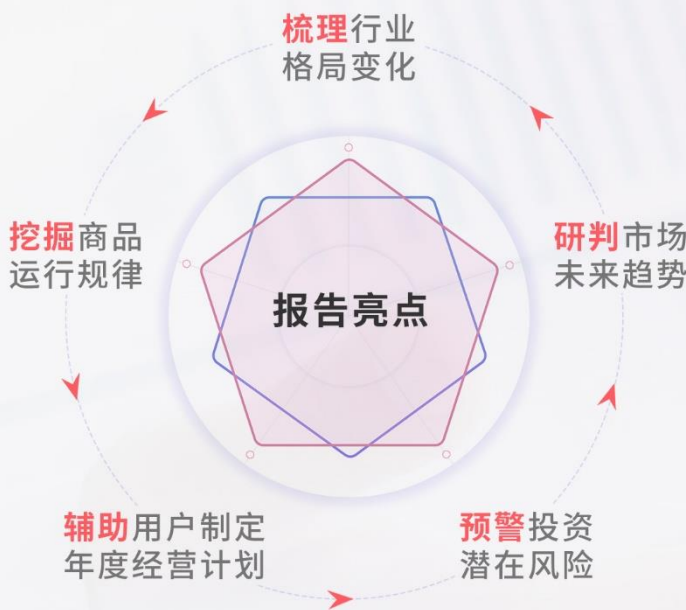 梳理行业
格局变化
挖掘商品
运行规律
研判市场
未来趋势
报告亮点
辅助用户制定
年度经营计划
预警投资
潜在风险